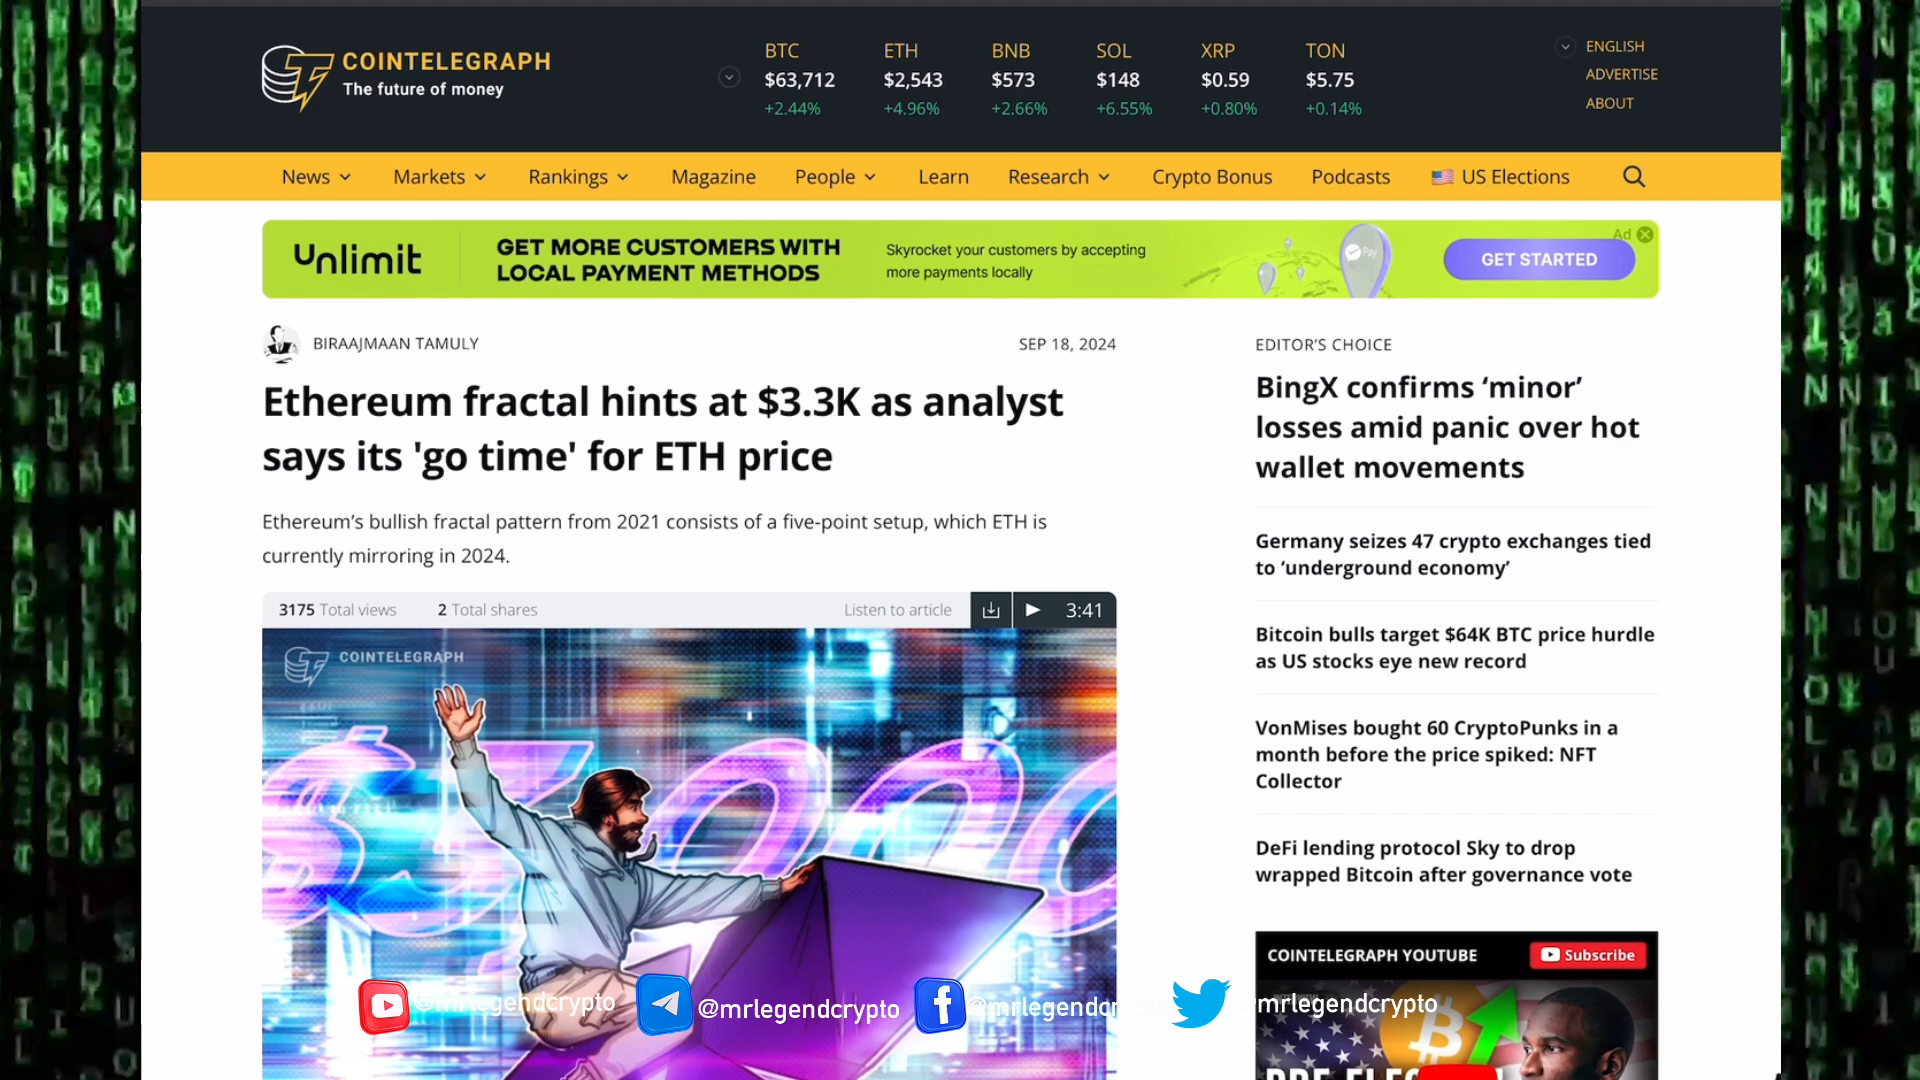 COINTELEGRAPH
The future of money
BTC
$63,712
+2.44%
ETH
$2,543
+4.96%
BNB
$573
+2.66%
SOL
$148
+6.55%
XRP
$0.59
+0.80%
TON
$5.75
+0.14%
ENGLISH
ADVERTISE
ABOUT
News Markets Rankings Magazine People Learn Research Crypto Bonus Podcasts US Elections
Unlimit
GET MORE CUSTOMERS WITH
LOCAL PAYMENT METHODS
Skyrocket your customers by accepting
more payments locally
Pay
GET STARTED
Ad
BIRAAJMAAN TAMULY
SEP 18, 2024
Ethereum fractal hints at $3.3K as analyst
says its 'go time' for ETH price
Ethereum’s bullish fractal pattern from 2021 consists of a five-point setup, which ETH is
currently mirroring in 2024.
3175 Total views 2 Total shares Listen to article 3:41
COINTELEGRAPH
EDITOR’S CHOICE
BingX confirms ‘minor’
losses amid panic over hot
wallet movements
Germany seizes 47 crypto exchanges tied
to ‘underground economy’
Bitcoin bulls target $64K BTC price hurdle
as US stocks eye new record
VonMises bought 60 CryptoPunks in a
month before the price spiked: NFT
Collector
DeFi lending protocol Sky to drop
wrapped Bitcoin after governance vote
COINTELEGRAPH YOUTUBE
Subscribe
@mrlegendcrypto
@mrlegendcrypto
@mrlegendcrypto
@mrlegendcrypto